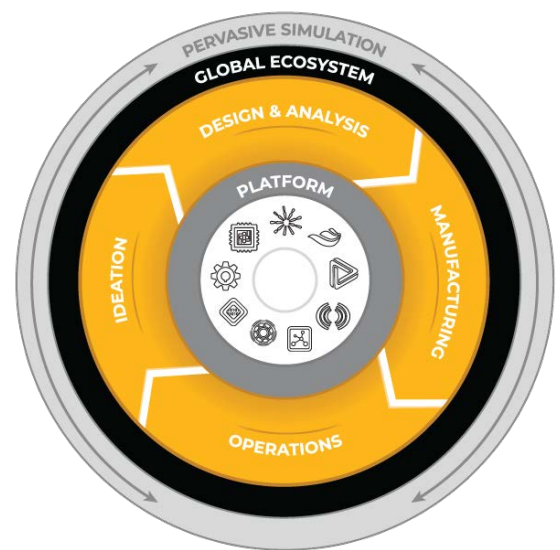 PERVASIVE SIMULATION
GLOBAL ECOSYSTEM
DESIGN & ANALYSIS
PLATFORM
IDEATION
MANUFACTURING
OPERATIONS